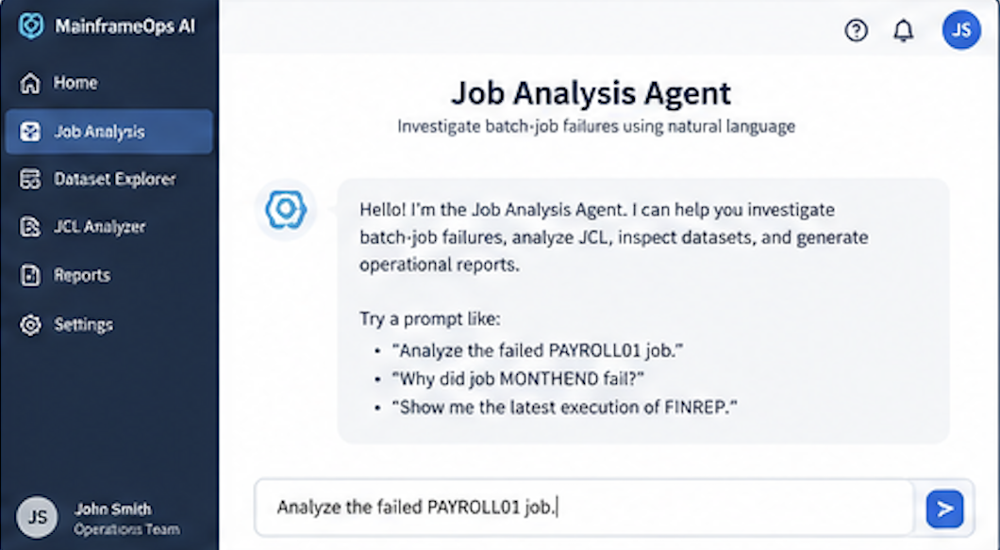 MainframeOps AI
JS
Home
Job Analysis
Dataset Explorer
JCL Analyzer
Reports
Settings
JS
John Smith
Operations Team
Job Analysis Agent
Investigate batch-job failures using natural language
Hello! I'm the Job Analysis Agent. I can help you investigate
batch-job failures, analyze JCL, inspect datasets, and generate
operational reports.
Try a prompt like:
• "Analyze the failed PAYROLL01 job."
• "Why did job MONTHEND fail?"
• "Show me the latest execution of FINREP."
Analyze the failed PAYROLL01 job.